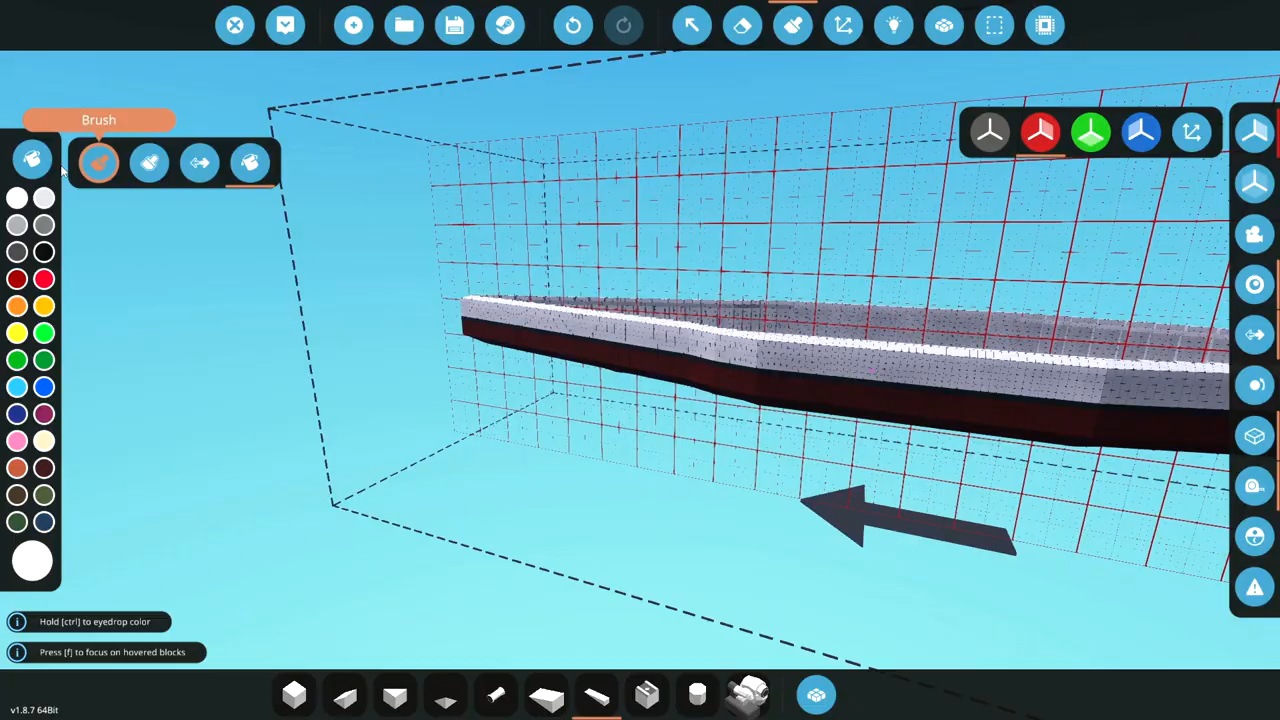 Brush
Hold [ctrl] to eyedrop color
Press [f] to focus on hovered blocks
v1.8.7 64Bit